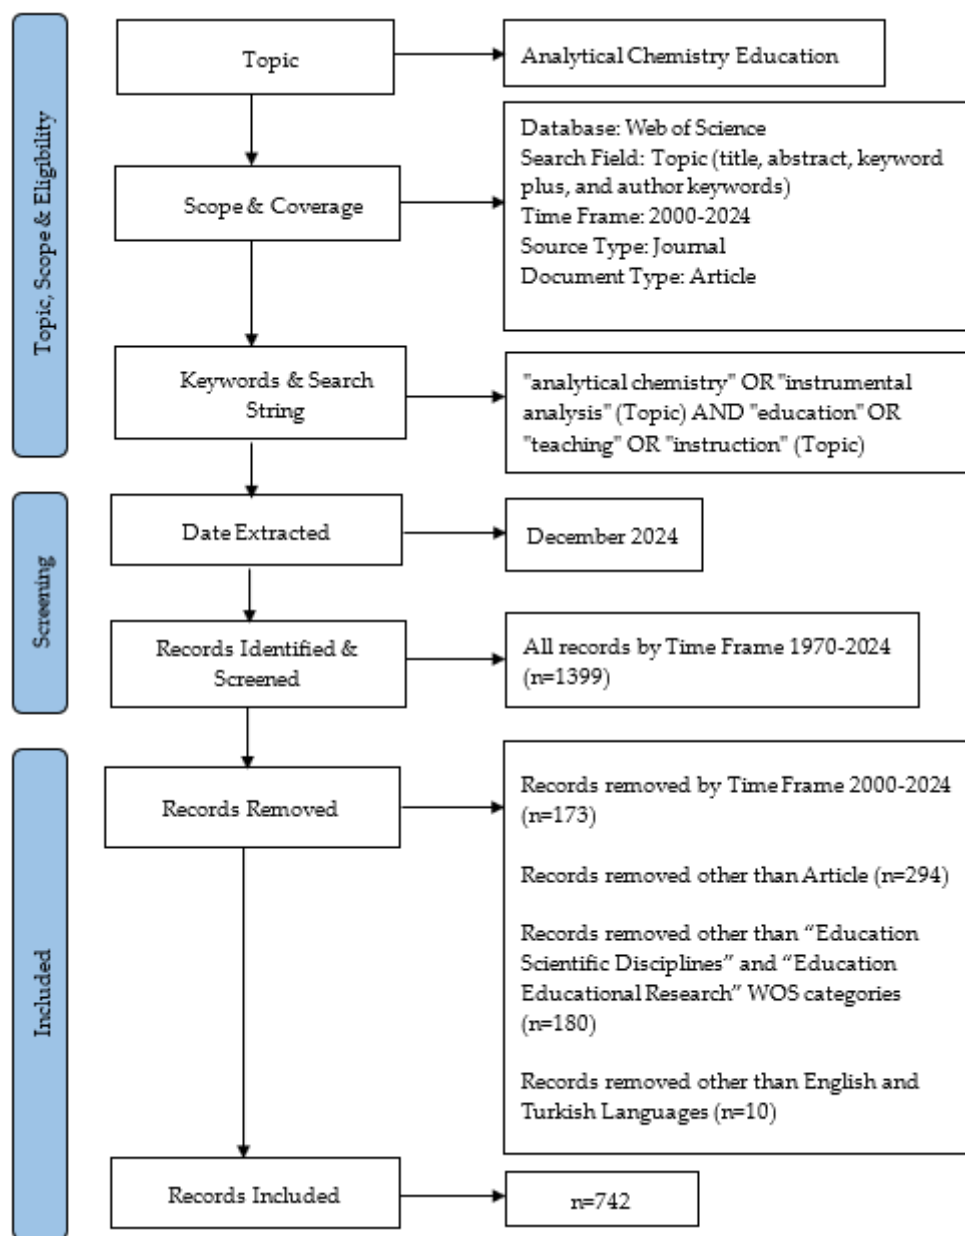 Topic, Scope & Eligibility
Topic
Analytical Chemistry Education
Scope & Coverage
Database: Web of Science
Search Field: Topic (title, abstract, keyword
plus, and author keywords)
Time Frame: 2000-2024
Source Type: Journal
Document Type: Article
Keywords & Search
String
"analytical chemistry" OR "instrumental
analysis" (Topic) AND "education" OR
"teaching" OR "instruction" (Topic)
Screening
Date Extracted
December 2024
Records Identified &
Screened
All records by Time Frame 1970-2024
(n=1399)
Included
Records Removed
Records removed by Time Frame 2000-2024
(n=173)
Records removed other than Article (n=294)
Records removed other than “Education
Scientific Disciplines” and “Education
Educational Research” WOS categories
(n=180)
Records removed other than English and
Turkish Languages (n=10)
Records Included
n=742